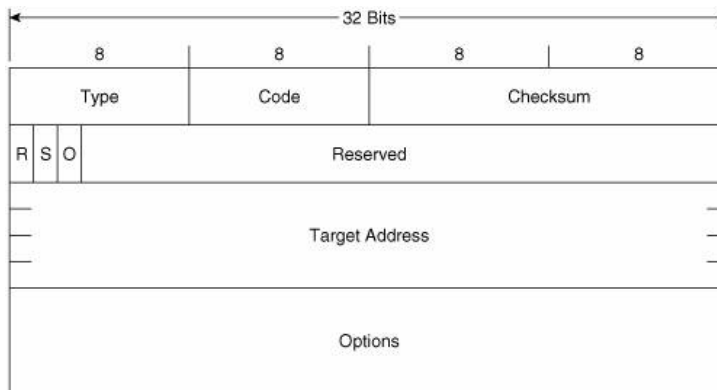 32 Bits
8 8 8 8
Type Code Checksum
R S O Reserved
Target Address
Options